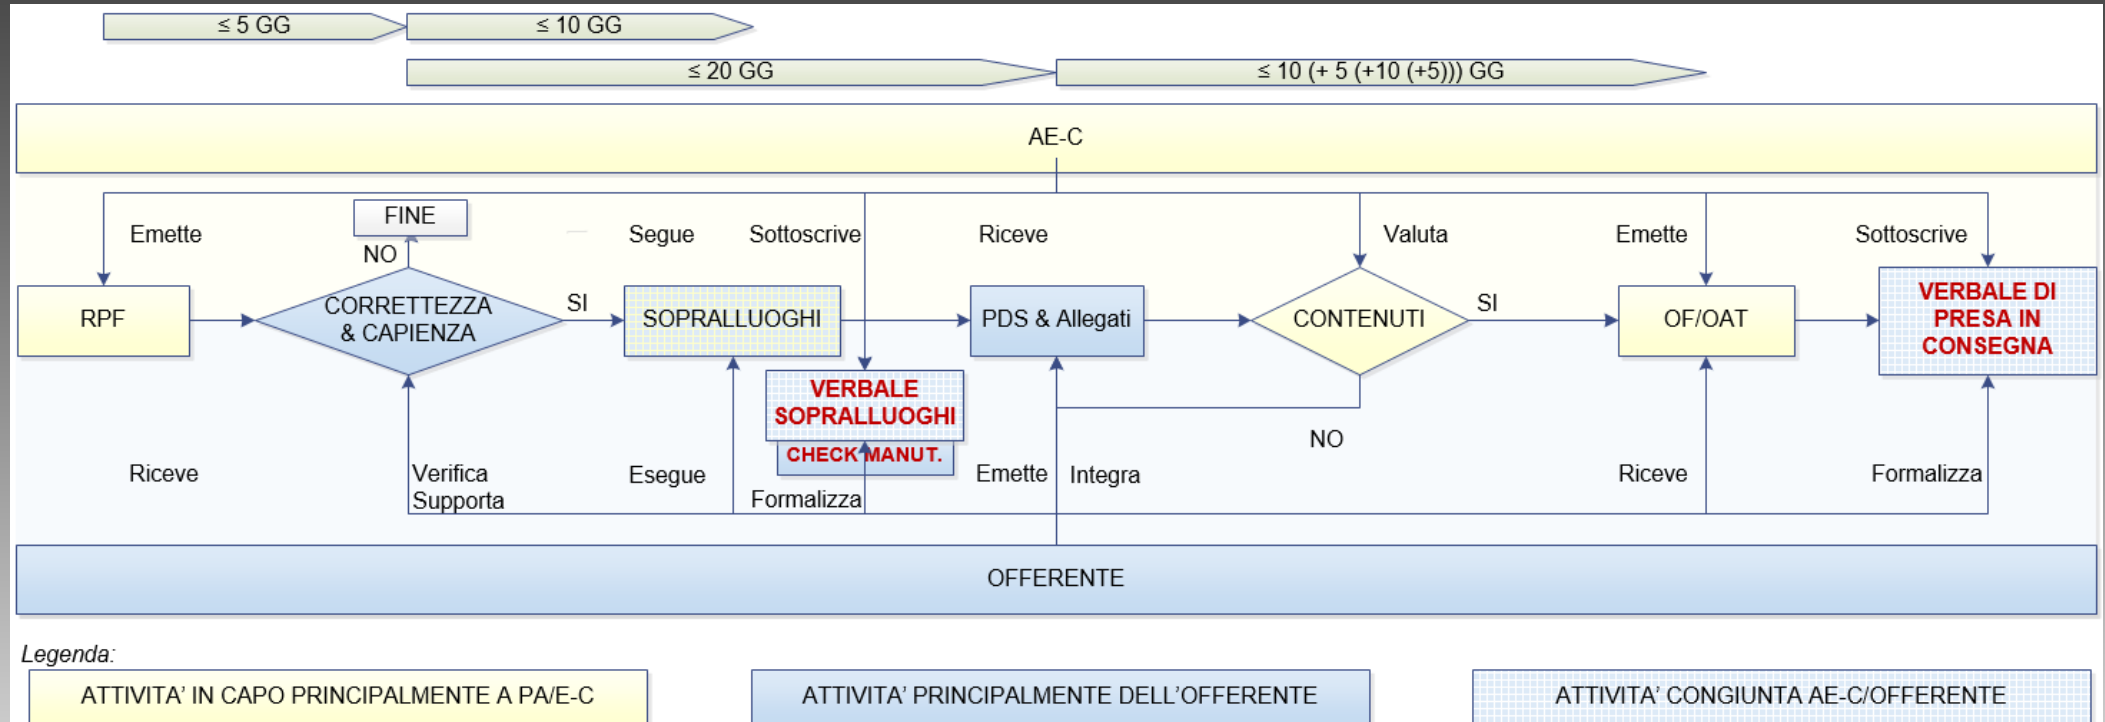 ≤ 5 GG
≤ 10 GG
≤ 20 GG
≤ 10 (+ 5 (+10 (+5))) GG
AE-C
Emette
FINE
NO
Segue
Sottoscrive
Riceve
Valuta
Emette
Sottoscrive
RPF
CORRETTEZZA
& CAPIENZA
SI
SOPRALLUOGHI
PDS & Allegati
CONTENUTI
SI
OF/OAT
VERBALE DI
PRESA IN
CONSEGNA
VERBALE
SOPRALLUOGHI
CHECK MANUT.
NO
Riceve
Verifica
Supporta
Esegue
Formalizza
Emette
Integra
Riceve
Formalizza
OFFERENTE
Legenda:
ATTIVITA' IN CAPO PRINCIPALMENTE A PA/E-C
ATTIVITA' PRINCIPALMENTE DELL'OFFERENTE
ATTIVITA' CONGIUNTA AE-C/OFFERENTE